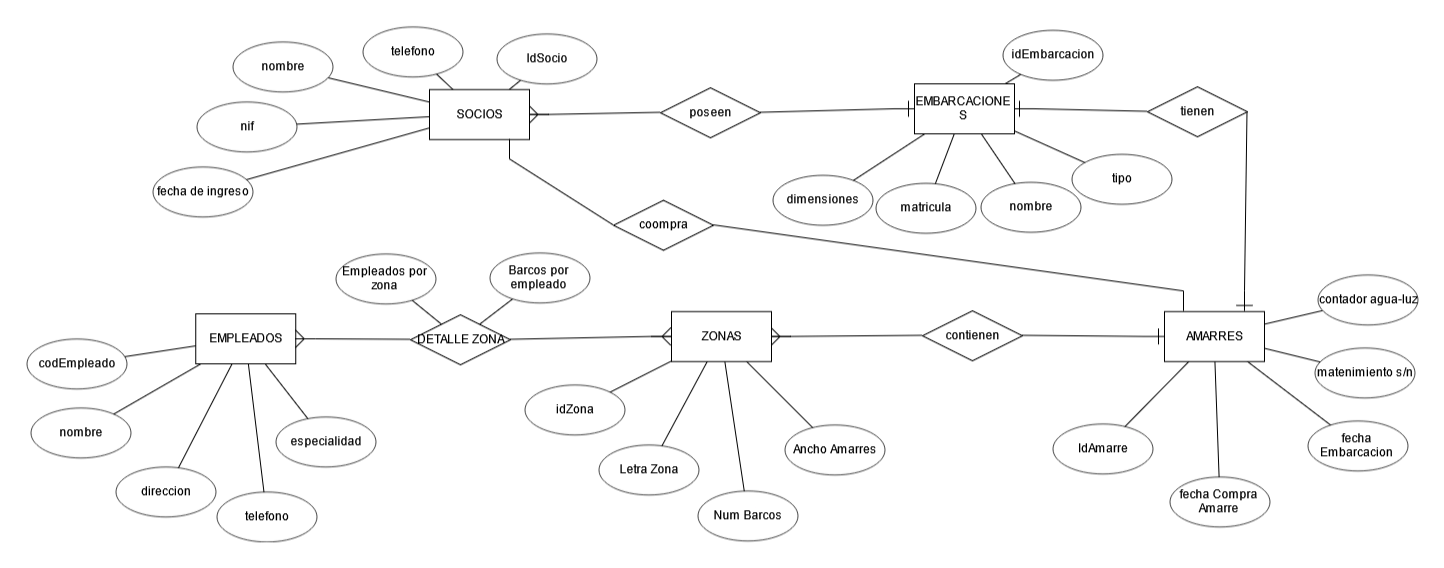 telefono
IdSocio
nombre
idEmbarcacion
SOCIOS
poseen
EMBARCACIONE
S
tienen
nif
fecha de ingreso
dimensiones
matricula
nombre
tipo
coompra
Empleados por
zona
Barcos por
empleado
contador agua-luz
EMPLEADOS
DETALLE ZONA
ZONAS
contienen
AMARRES
codEmpleado
matenimiento s/n
idZona
nombre
especialidad
Ancho Amarres
IdAmarre
fecha
Embarcacion
Letra Zona
direccion
telefono
Num Barcos
fecha Compra
Amarre